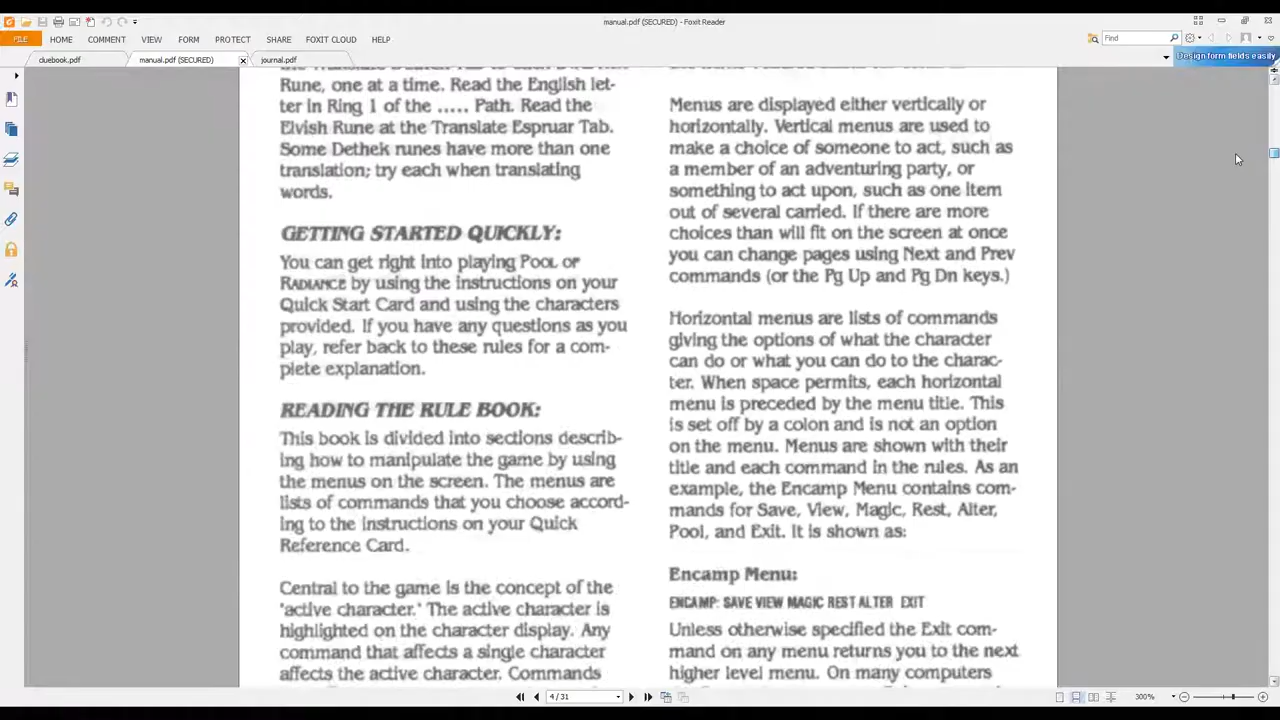 manual.pdf (SECURED) - Foxit Reader
FILE HOME COMMENT VIEW FORM PROTECT SHARE FOXIT CLOUD HELP
Find
cluebook.pdf manual.pdf (SECURED) journal.pdf
Design form fields easily
Rune, one at a time. Read the English let-
ter in Ring 1 of the ..... Path. Read the
Elvish Rune at the Translate Espruar Tab.
Some Dethek runes have more than one
translation; try each when translating
words.
GETTING STARTED QUICKLY:
You can get right into playing POOL OF
RADIANCE by using the instructions on your
Quick Start Card and using the characters
provided. If you have any questions as you
play, refer back to these rules for a com-
plete explanation.
READING THE RULE BOOK:
This book is divided into sections describ-
ing how to manipulate the game by using
the menus on the screen. The menus are
lists of commands that you choose accord-
ing to the instructions on your Quick
Reference Card.
Central to the game is the concept of the
'active character.' The active character is
highlighted on the character display. Any
command that affects a single character
affects the active character. Commands
Menus are displayed either vertically or
horizontally. Vertical menus are used to
make a choice of someone to act, such as
a member of an adventuring party, or
something to act upon, such as one item
out of several carried. If there are more
choices than will fit on the screen at once
you can change pages using Next and Prev
commands (or the Pg Up and Pg Dn keys.)
Horizontal menus are lists of commands
giving the options of what the character
can do or what you can do to the charac-
ter. When space permits, each horizontal
menu is preceded by the menu title. This
is set off by a colon and is not an option
on the menu. Menus are shown with their
title and each command in the rules. As an
example, the Encamp Menu contains com-
mands for Save, View, Magic, Rest, Alter,
Pool, and Exit. It is shown as:
Encamp Menu:
ENCAMP: SAVE VIEW MAGIC REST ALTER EXIT
Unless otherwise specified the Exit com-
mand on any menu returns you to the next
higher level menu. On many computers
4 / 31
300%